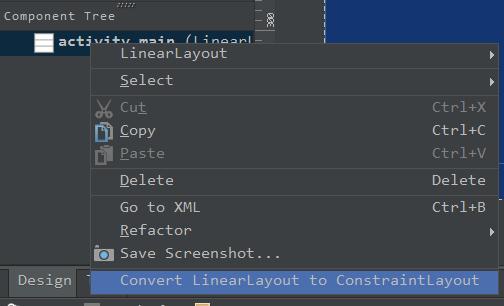 Component Tree
300
activity_main (LinearL
LinearLayout
Select
Cut Ctrl+X
Copy Ctrl+C
Paste Ctrl+V
Delete Delete
Go to XML Ctrl+B
Refactor
Save Screenshot...
Design T
Convert LinearLayout to ConstraintLayout